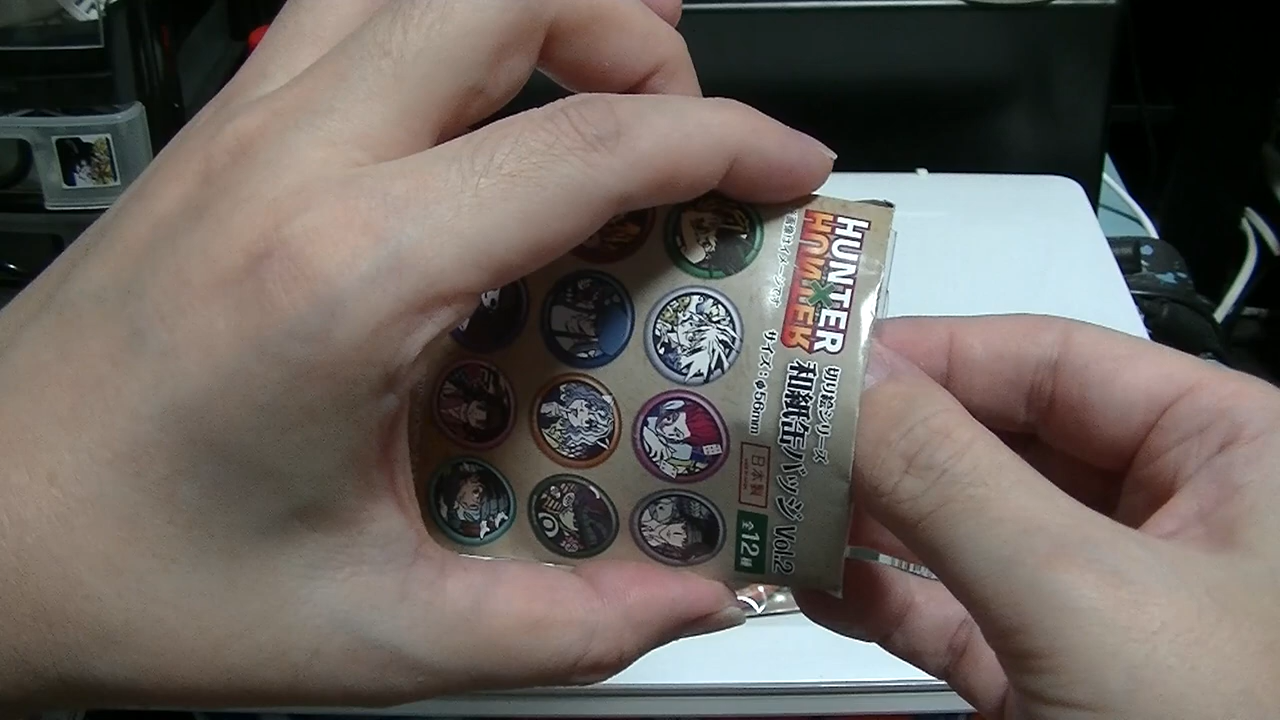 HUNTER
×
HUNTER
切り絵シリーズ
和紙缶バッジ Vol.2
サイズ：φ56mm
日本製
全12種